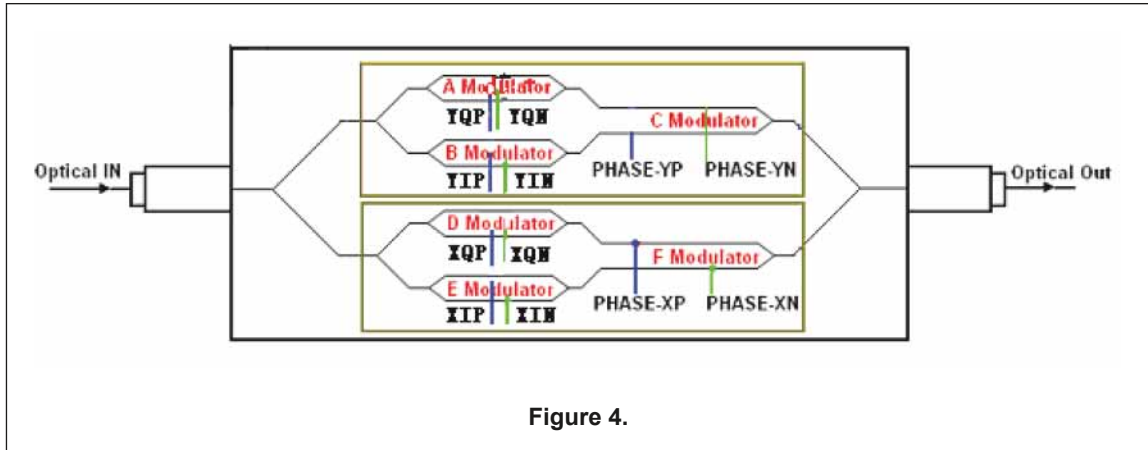 A Modulator
YQP YQN
C Modulator
B Modulator
YIP YIN
PHASE-YP PHASE-YN
Optical IN
Optical Out
D Modulator
XQP XQN
F Modulator
E Modulator
XIP XIN
PHASE-XP PHASE-XN
Figure 4.